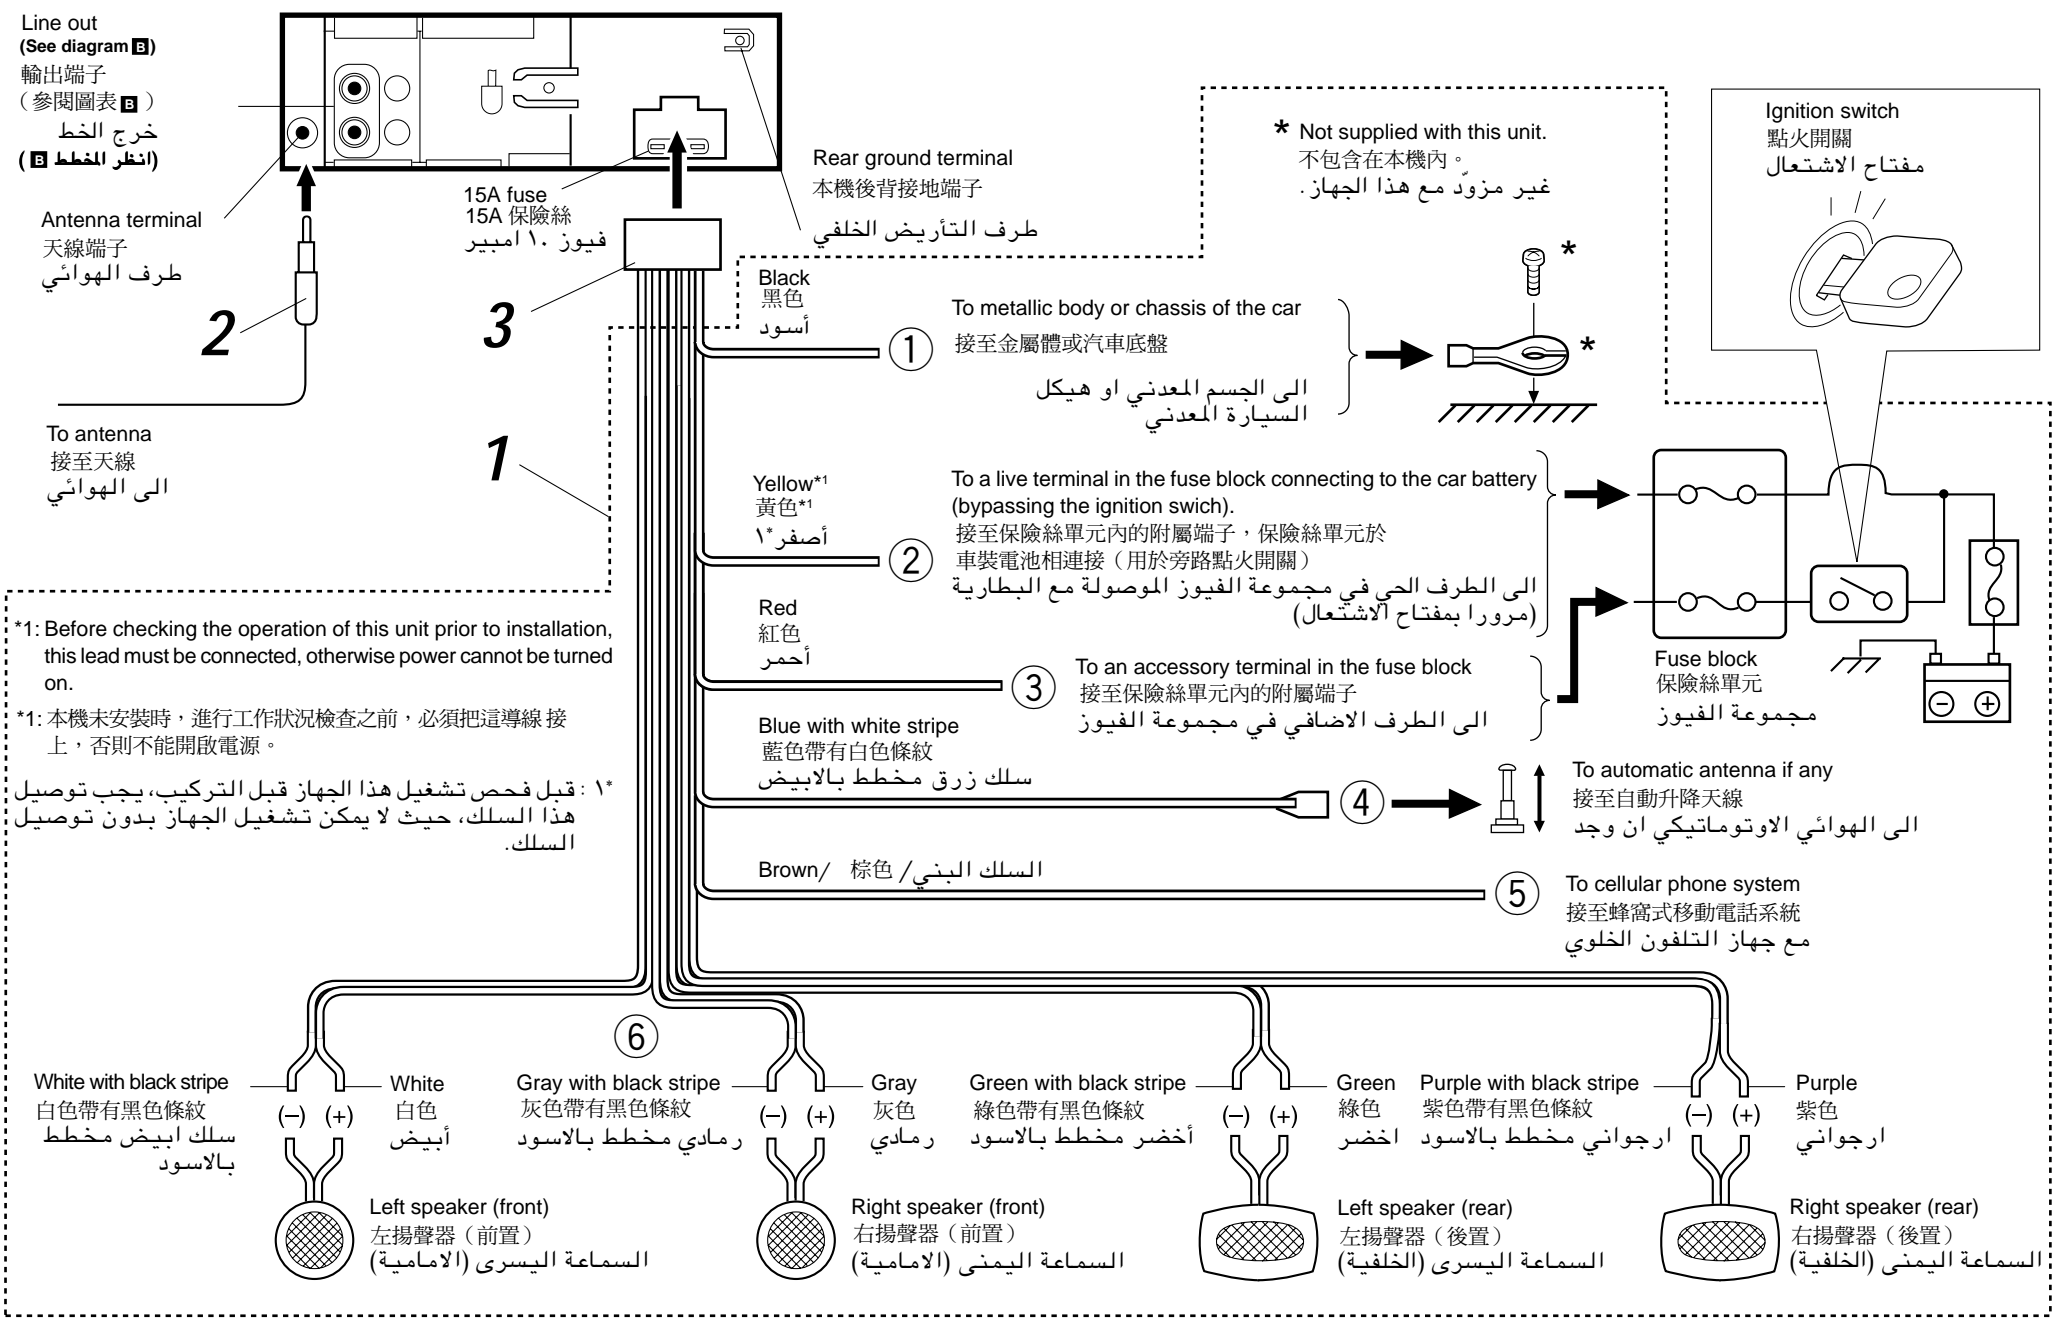 Line out
(See diagram B)
輸出端子
（參閱圖表 B ）
خرج الخط
(انظر المخطط B )
Antenna terminal
天線端子
طرف الهوائي
2
To antenna
接至天線
الى الهوائي
15A fuse
15A 保險絲
فيوز ١٠ امبير
3
Rear ground terminal
本機後背接地端子
طرف التأريض الخلفي
* Not supplied with this unit.
不包含在本機內。
غير مزودّ مع هذا الجهاز.
Ignition switch
點火開關
مفتاح الاشتعال
Black
黑色
أسود
1
To metallic body or chassis of the car
接至金屬體或汽車底盤
الى الجسم المعدني او هيكل
السيارة المعدني
*
*
1
Yellow*1
黃色*1
أصفر*١
2
To a live terminal in the fuse block connecting to the car battery
(bypassing the ignition swich).
接至保險絲單元內的附屬端子，保險絲單元於
車裝電池相連接（用於旁路點火開關）
الى الطرف الحي في مجموعة الفيوز الموصولة مع البطارية
(مرورا بمفتاح الاشتعال)
Red
紅色
أحمر
3
To an accessory terminal in the fuse block
接至保險絲單元內的附屬端子
الى الطرف الاضافي في مجموعة الفيوز
Fuse block
保險絲單元
مجموعة الفيوز
− +
*1: Before checking the operation of this unit prior to installation,
this lead must be connected, otherwise power cannot be turned
on.
*1: 本機未安裝時，進行工作狀況檢查之前，必須把這導線 接
上，否則不能開啟電源。
*١ : قبل فحص تشغيل هذا الجهاز قبل التركيب، يجب توصيل
هذا السلك، حيث لا يمكن تشغيل الجهاز بدون توصيل
السلك.
Blue with white stripe
藍色帶有白色條紋
سلك زرق مخطط بالابيض
4
To automatic antenna if any
接至自動升降天線
الى الهوائي الاوتوماتيكي ان وجد
Brown/ 棕色 /السلك البني
5
To cellular phone system
接至蜂窩式移動電話系統
مع جهاز التلفون الخلوي
6
White with black stripe
白色帶有黑色條紋
سلك ابيض مخطط
بالاسود
(−) (+)
White
白色
أبيض
Left speaker (front)
左揚聲器（前置）
السماعة اليسرى (الامامية)
Gray with black stripe
灰色帶有黑色條紋
رمادي مخطط بالاسود
(−) (+)
Gray
灰色
رمادي
Right speaker (front)
右揚聲器（前置）
السماعة اليمنى (الامامية)
Green with black stripe
綠色帶有黑色條紋
أخضر مخطط بالاسود
(−) (+)
Green
綠色
اخضر
Left speaker (rear)
左揚聲器（後置）
السماعة اليسرى (الخلفية)
Purple with black stripe
紫色帶有黑色條紋
ارجواني مخطط بالاسود
(−) (+)
Purple
紫色
ارجواني
Right speaker (rear)
右揚聲器（後置）
السماعة اليمنى (الخلفية)